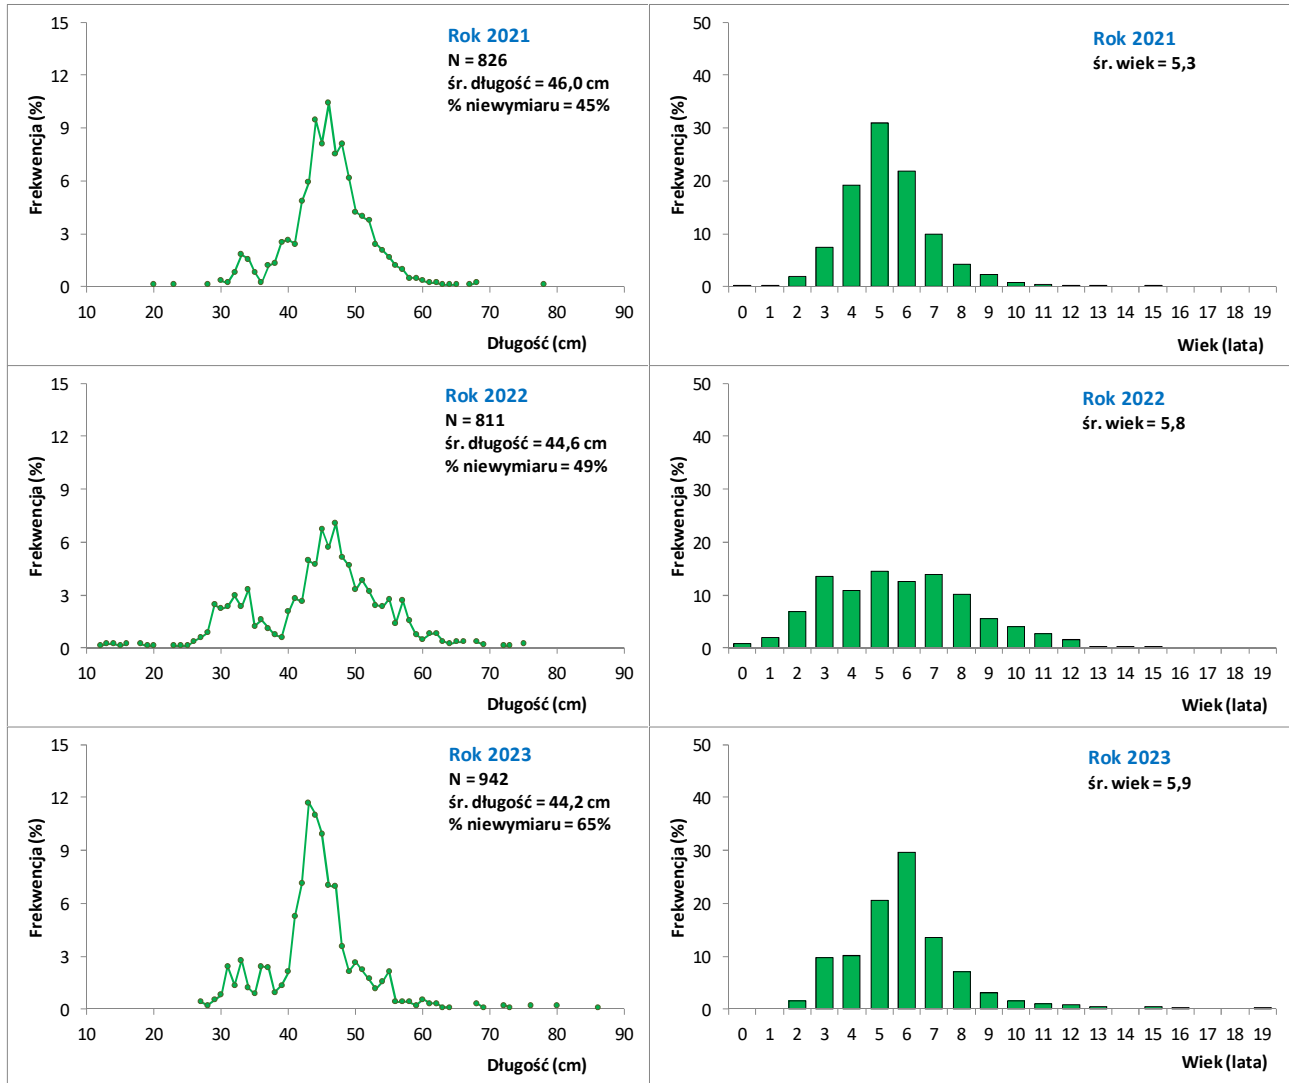 Rok 2021
N = 826
śr. długość = 46,0 cm
% niewymiaru = 45%
Frekwencja (%)
15
12
9
6
3
0
10 20 30 40 50 60 70 80 90
Długość (cm)
Rok 2021
śr. wiek = 5,3
Frekwencja (%)
50
40
30
20
10
0
0 1 2 3 4 5 6 7 8 9 10 11 12 13 14 15 16 17 18 19
Wiek (lata)
Rok 2022
N = 811
śr. długość = 44,6 cm
% niewymiaru = 49%
Frekwencja (%)
15
12
9
6
3
0
10 20 30 40 50 60 70 80 90
Długość (cm)
Rok 2022
śr. wiek = 5,8
Frekwencja (%)
50
40
30
20
10
0
0 1 2 3 4 5 6 7 8 9 10 11 12 13 14 15 16 17 18 19
Wiek (lata)
Rok 2023
N = 942
śr. długość = 44,2 cm
% niewymiaru = 65%
Frekwencja (%)
15
12
9
6
3
0
10 20 30 40 50 60 70 80 90
Długość (cm)
Rok 2023
śr. wiek = 5,9
Frekwencja (%)
50
40
30
20
10
0
0 1 2 3 4 5 6 7 8 9 10 11 12 13 14 15 16 17 18 19
Wiek (lata)